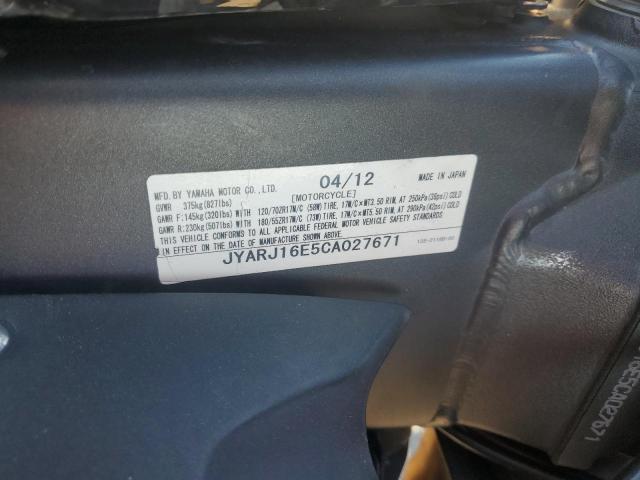 MFD. BY YAMAHA MOTOR CO., LTD. 04/12 MADE IN JAPAN
GVWR 375kg(827lbs) [MOTORCYCLE]
GAWR F:145kg(320lbs)WITH 120/70ZR17M/C (58W)TIRE, 17M/C×MT3.50 RIM, AT 250kPa(36psi)COLD
GAWR R:230kg(507lbs)WITH 180/55ZR17M/C (73W)TIRE, 17M/C×MT5.50 RIM, AT 290kPa(42psi)COLD
THIS VEHICLE CONFORMS TO ALL APPLICABLE FEDERAL MOTOR VEHICLE SAFETY STANDARDS
IN EFFECT ON THE DATE OF MANUFACTURE SHOWN ABOVE.
JYARJ16E5CA027671
16E5CA027671